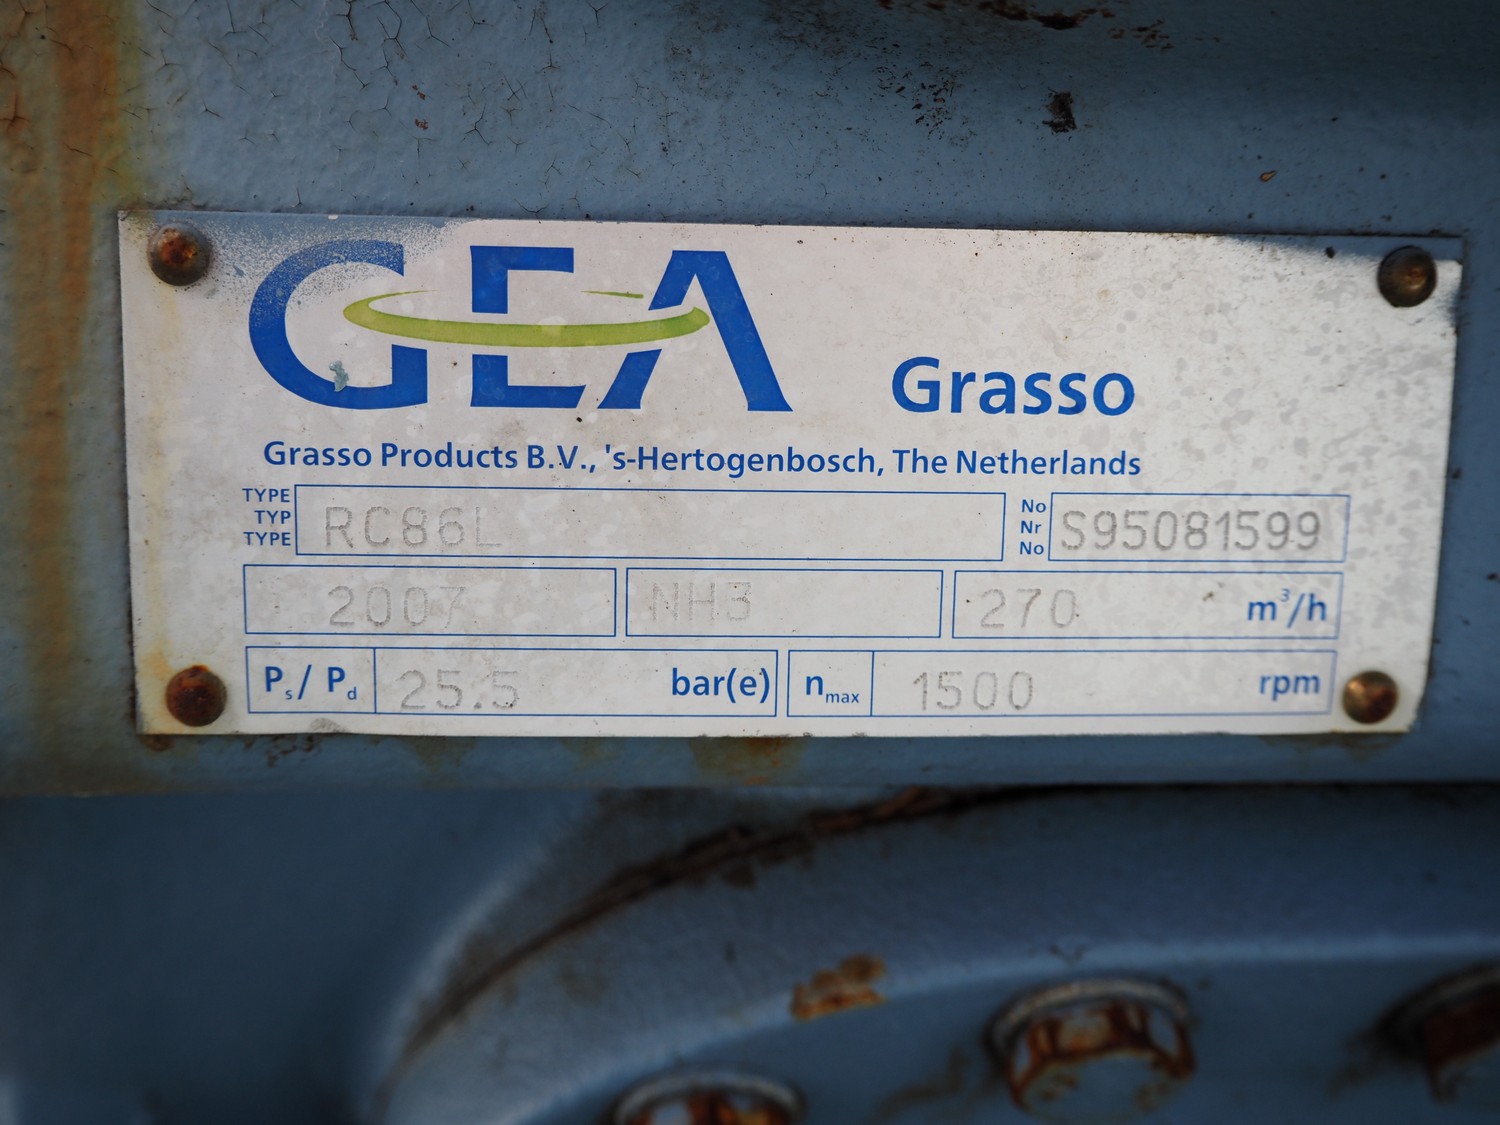 GEA Grasso
Grasso Products B.V., 's-Hertogenbosch, The Netherlands
TYPE
TYP
TYPE
RC86L
No
Nr
No
S95081599
2007 NH3 270 m³/h
Ps/ Pd 25.5 bar(e) nmax 1500 rpm